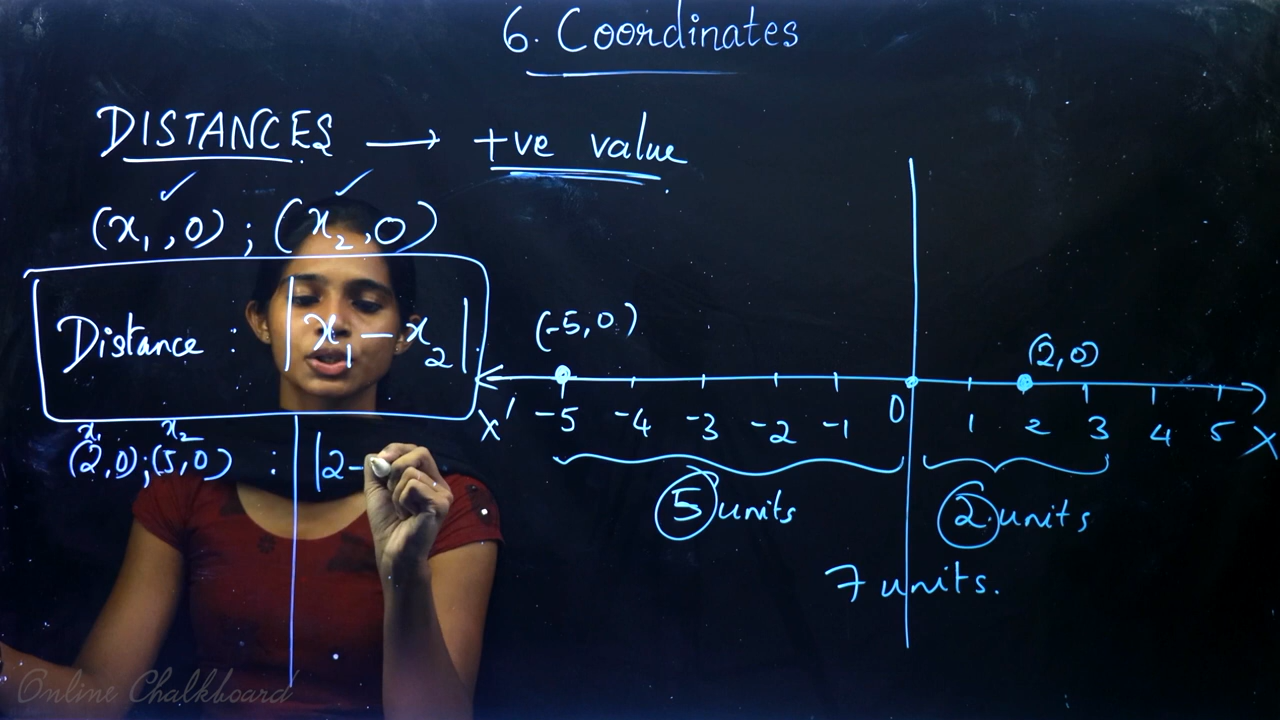 6. Coordinates
DISTANCES → +ve value
(x₁,0) ; (x₂,0)
Distance : |x₁ - x₂|
x₁ x₂
(2,0);(5,0) : |2-
(-5,0)
(2,0)
X' -5 -4 -3 -2 -1 0 1 2 3 4 5 X
5 units
2 units
7 units.
Online Chalkboard